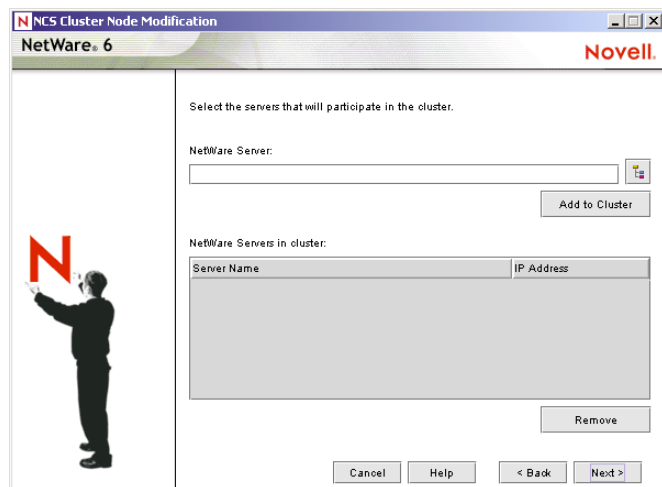 N NCS Cluster Node Modification
NetWare® 6
Novell.
Select the servers that will participate in the cluster.
NetWare Server:
Add to Cluster
NetWare Servers in cluster:
Server Name IP Address
N
Remove
Cancel Help < Back Next >